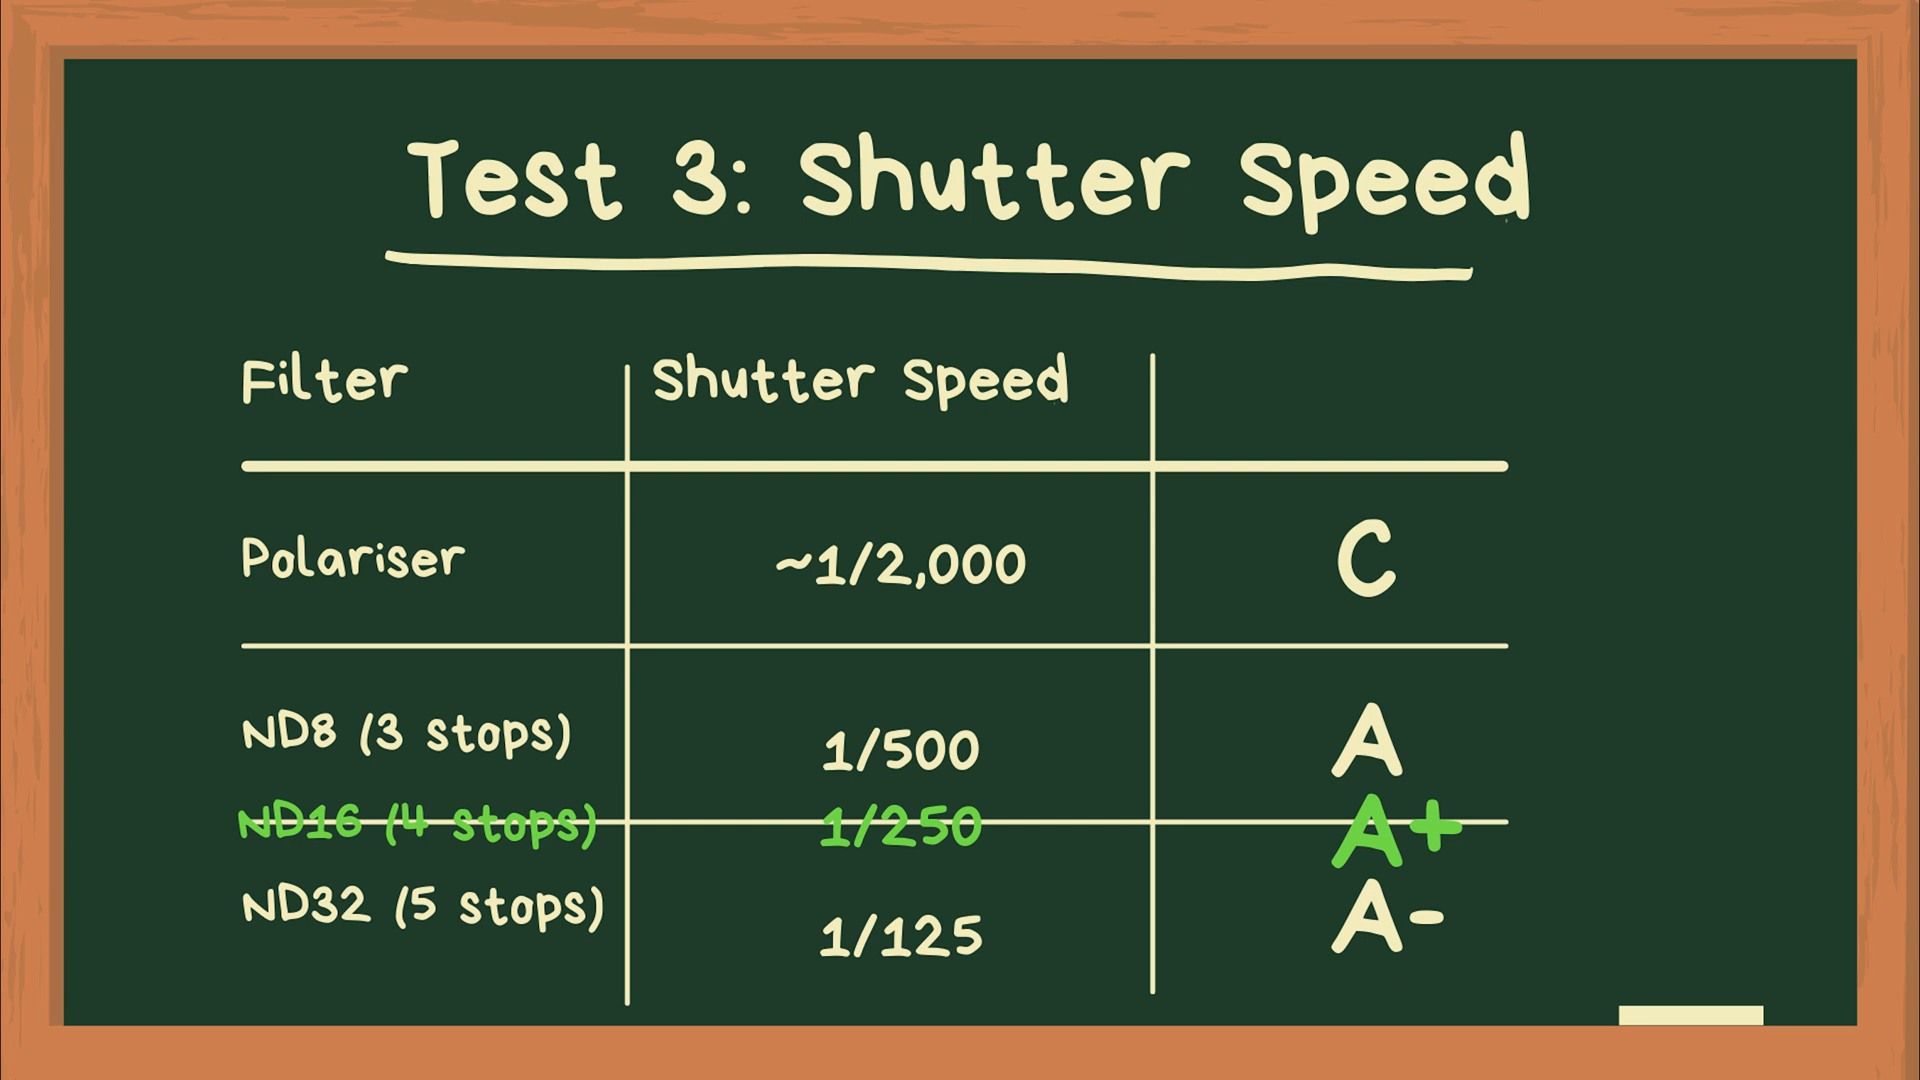 Test 3: Shutter Speed
Filter Shutter Speed
Polariser ~1/2,000 C
ND8 (3 stops) 1/500 A
ND16 (4 stops) 1/250 A+
ND32 (5 stops) 1/125 A-